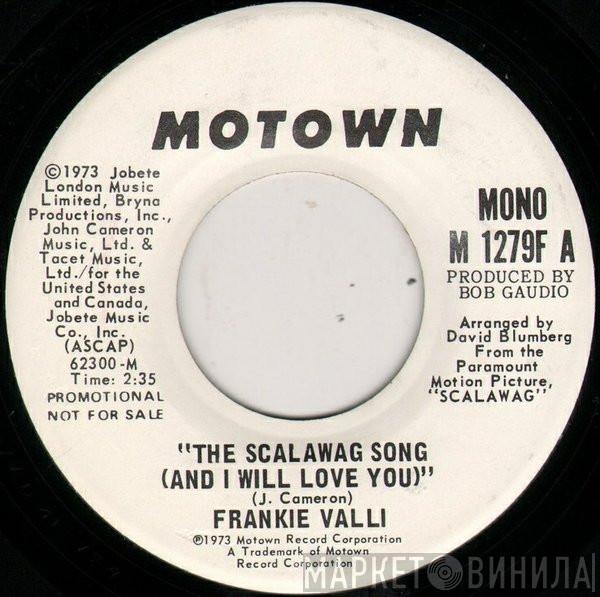 MOTOWN
©1973 Jobete
London Music
Limited, Bryna
Productions, Inc.,
John Cameron
Music, Ltd. &
Tacet Music,
Ltd./for the
United States
and Canada,
Jobete Music
Co., Inc.
(ASCAP)
62300-M
Time: 2:35
PROMOTIONAL
NOT FOR SALE
MONO
M 1279F A
PRODUCED BY
BOB GAUDIO
Arranged by
David Blumberg
From the
Paramount
Motion Picture,
"SCALAWAG"
"THE SCALAWAG SONG
(AND I WILL LOVE YOU)"
(J. Cameron)
FRANKIE VALLI
℗1973 Motown Record Corporation
A Trademark of Motown
Record Corporation
МАРКЕТ ВИНИЛА